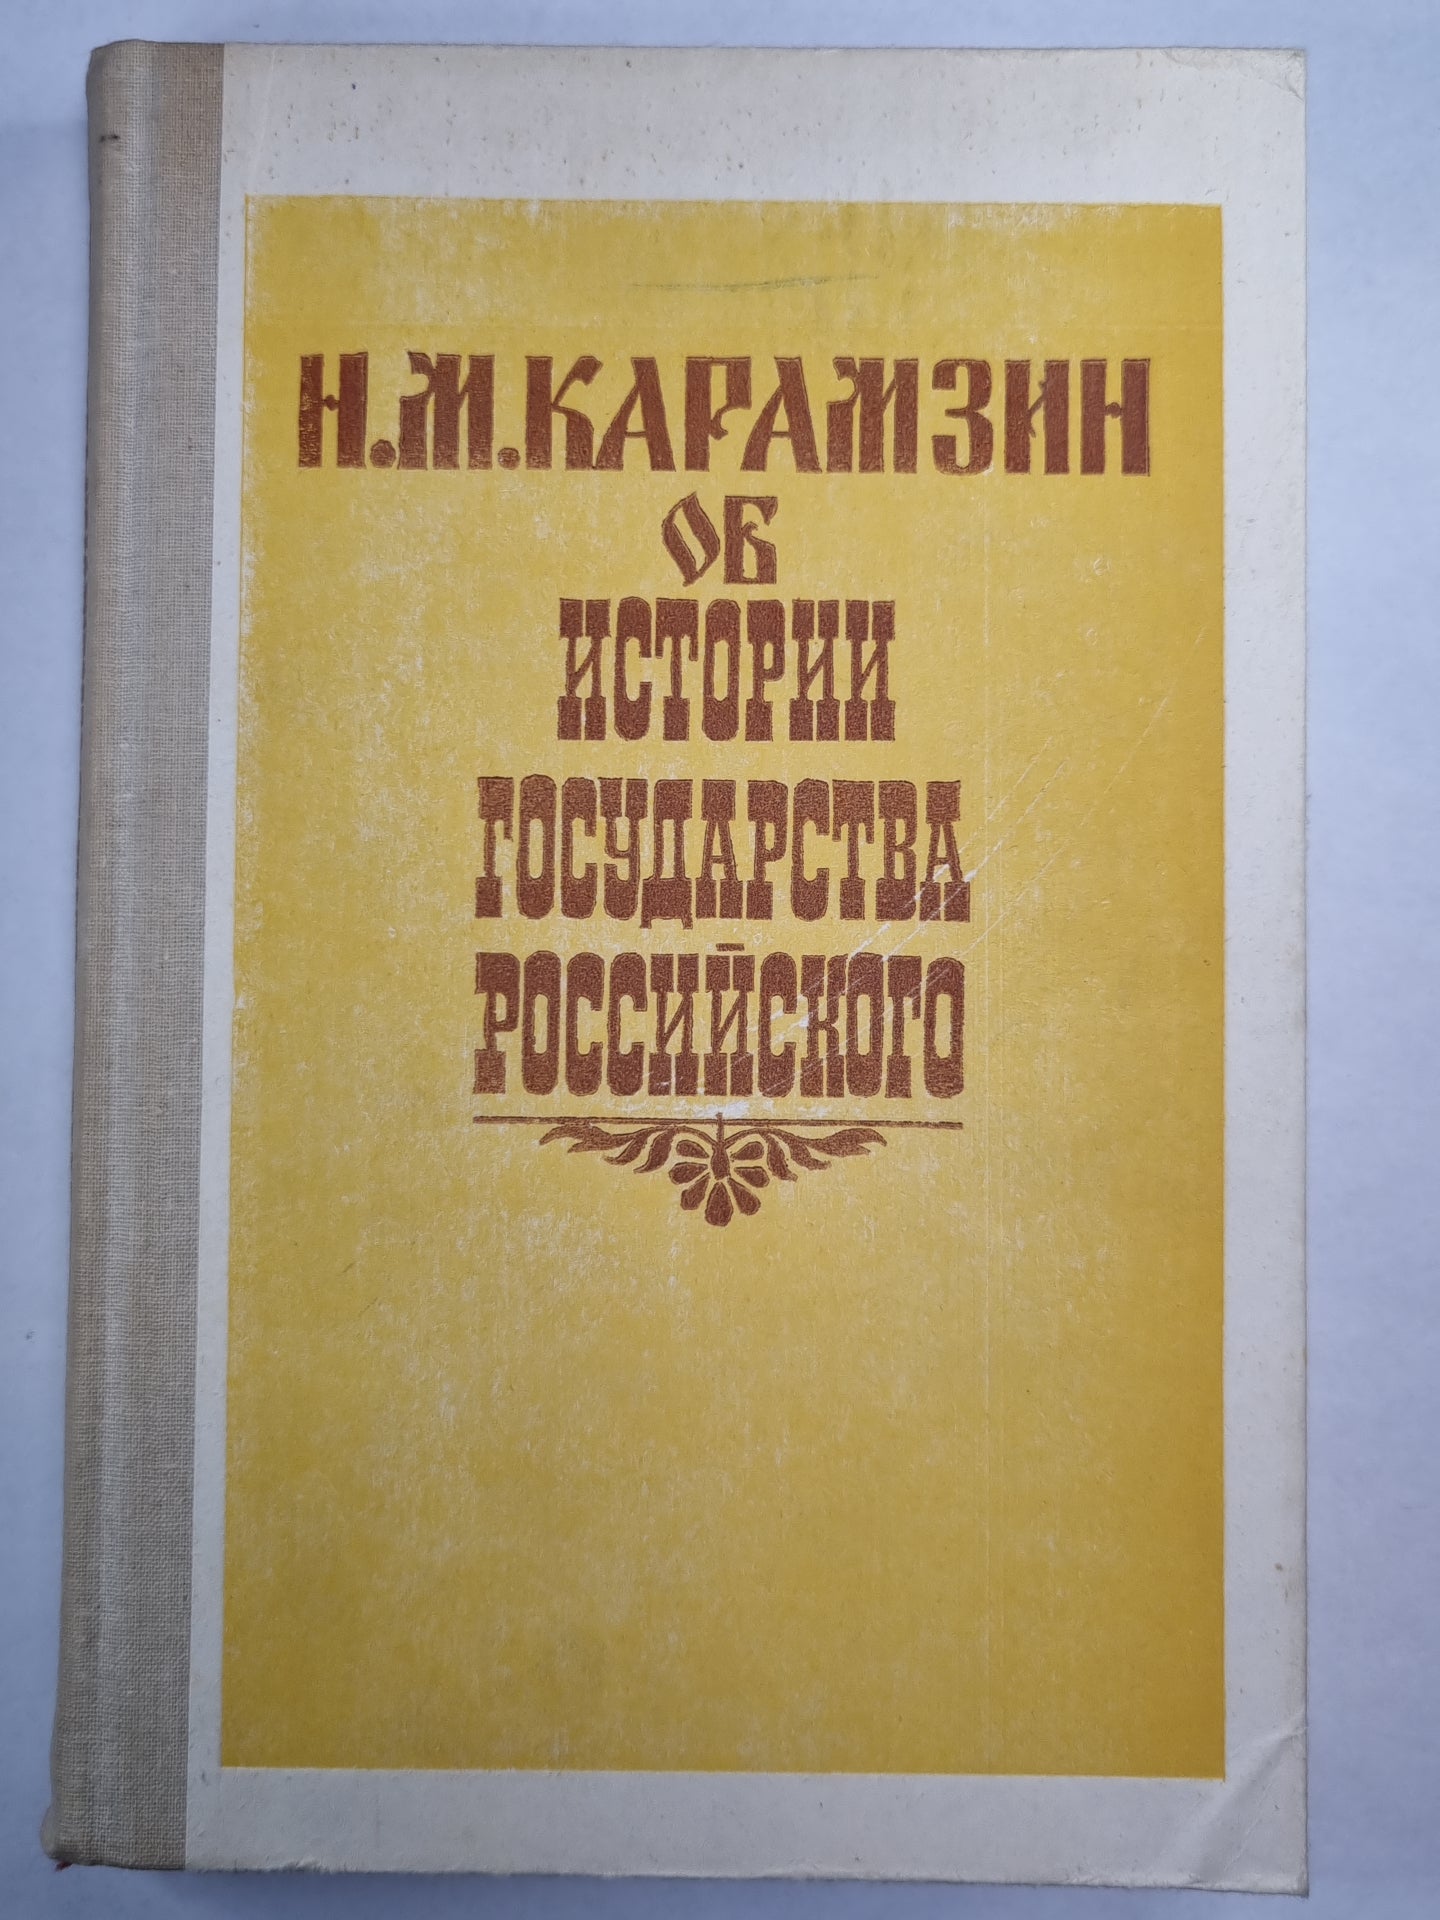 Н.М.КАРАМЗИН
ОБ
ИСТОРИИ
ГОСУДАРСТВА
РОССИЙСКОГО